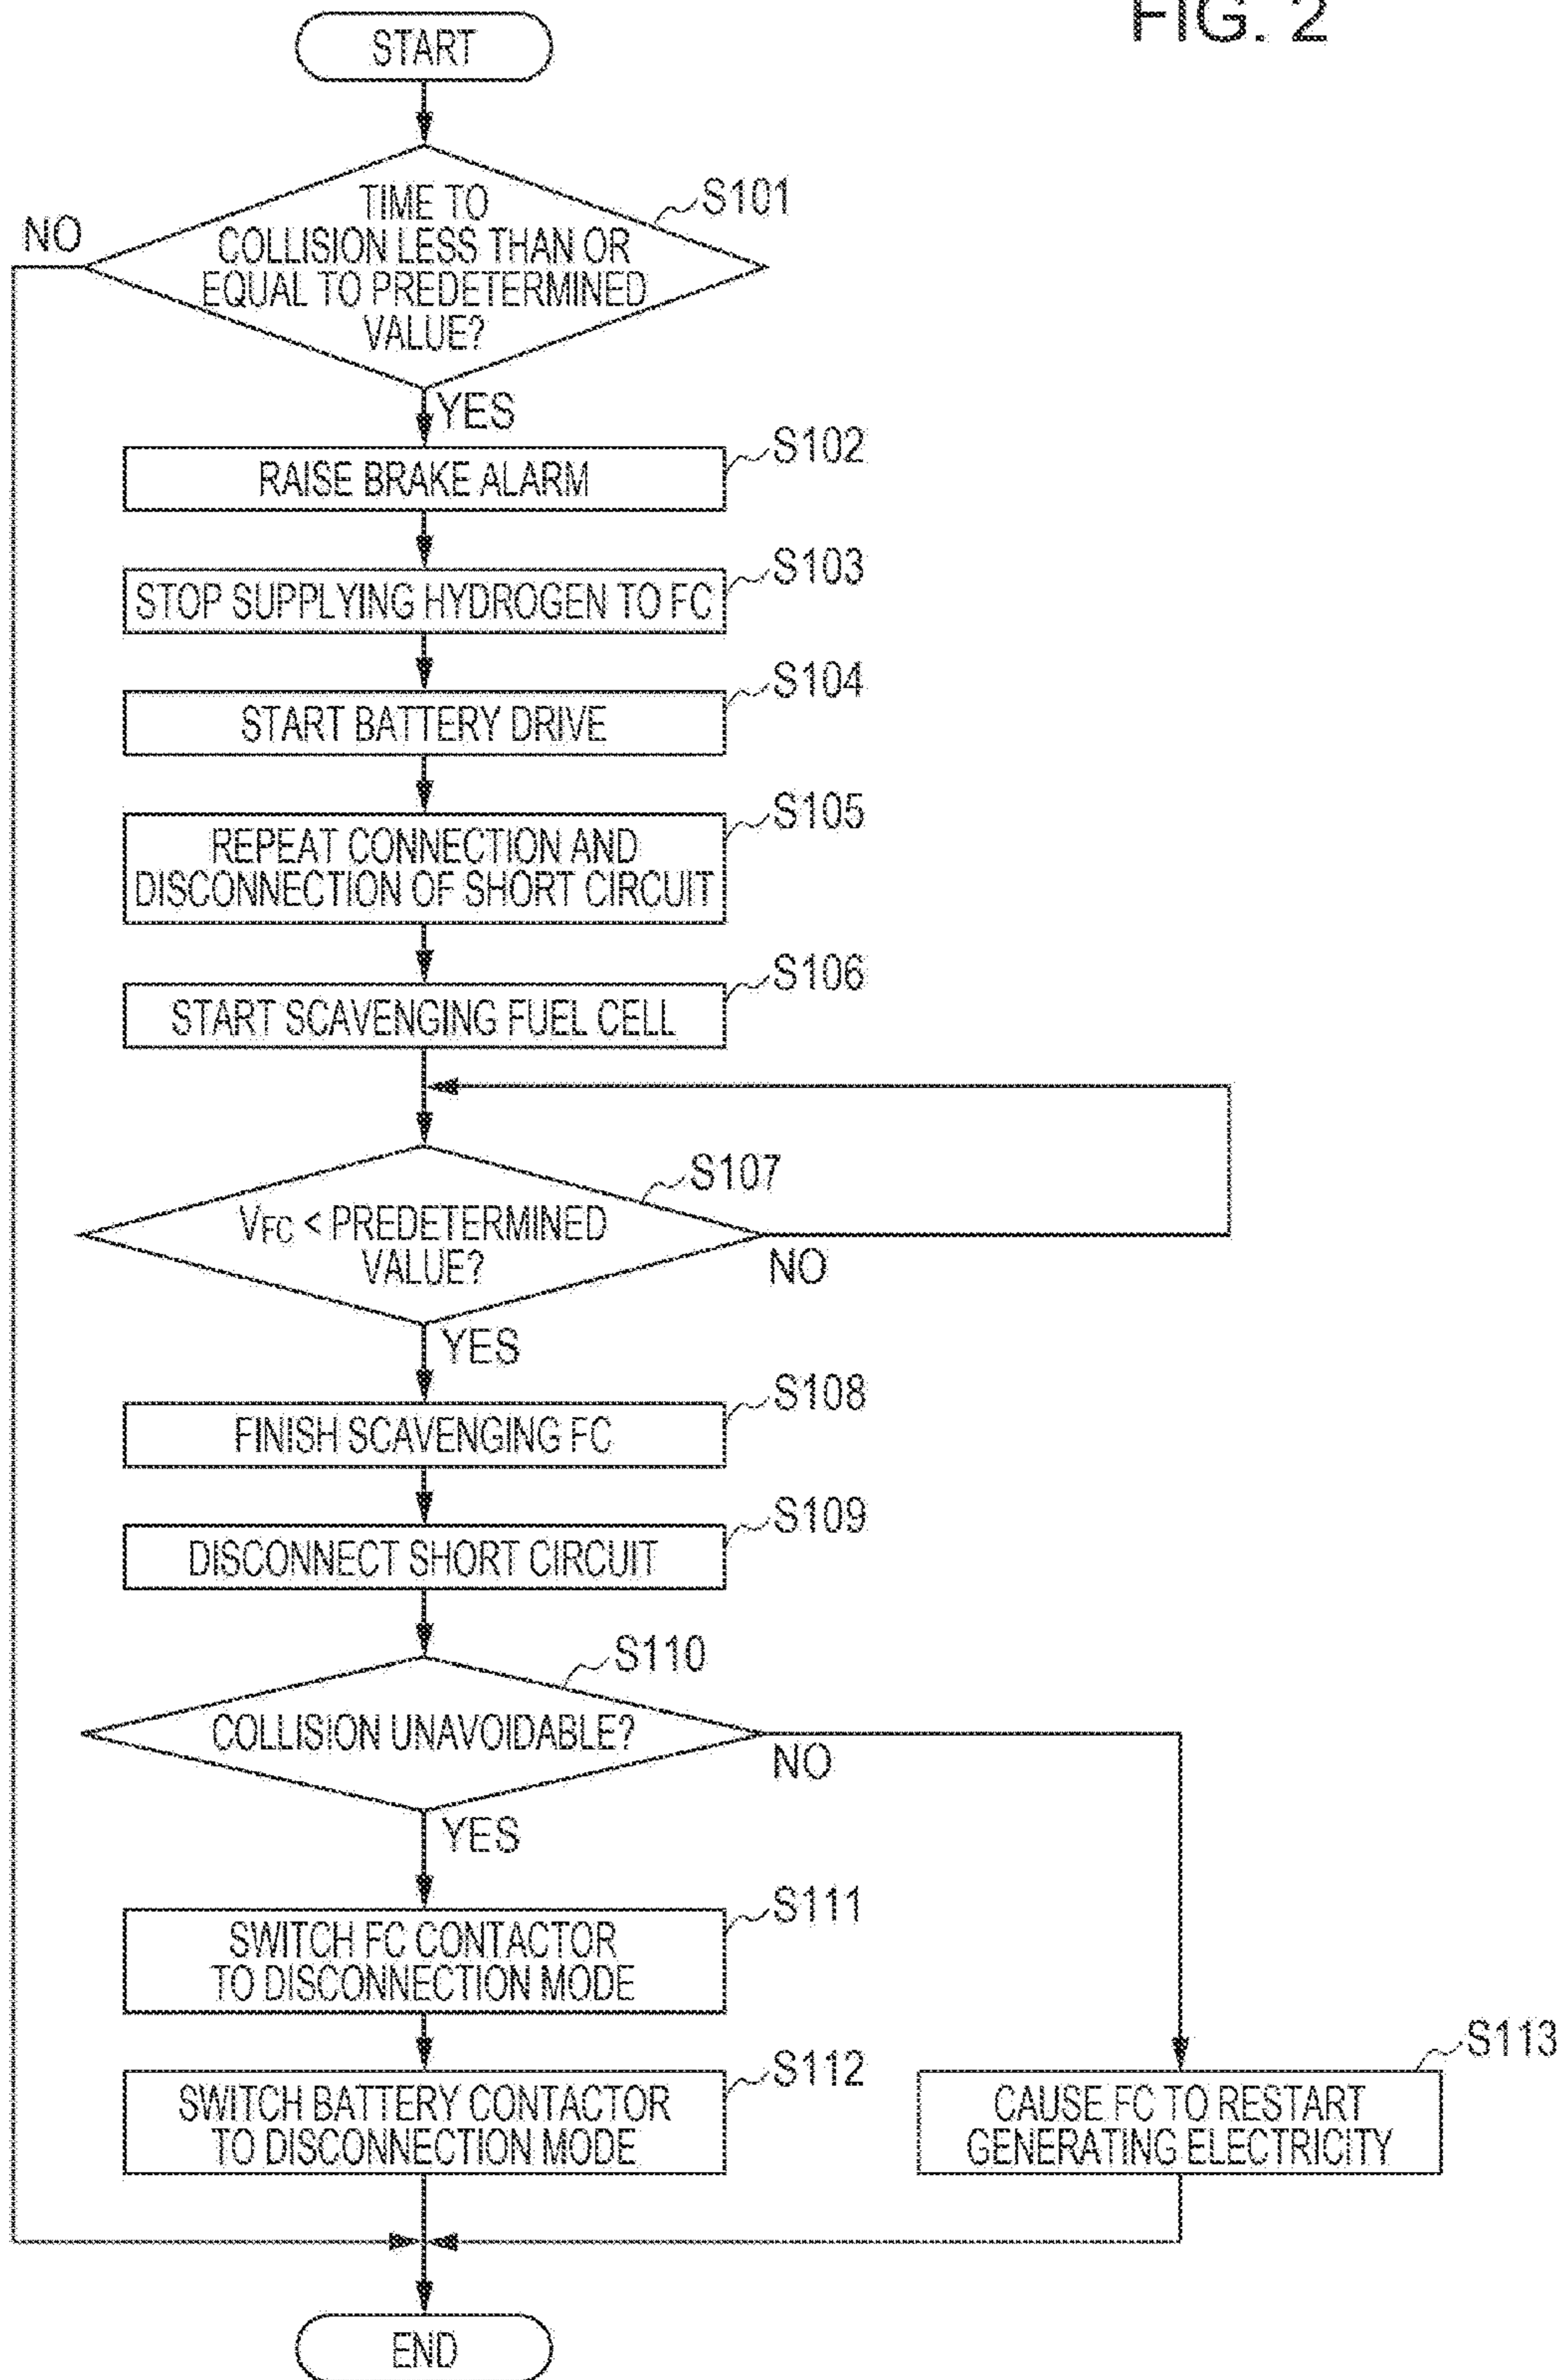 FIG. 2
START
S101
TIME TO
COLLISION LESS THAN OR
EQUAL TO PREDETERMINED
VALUE?
NO
YES
S102
RAISE BRAKE ALARM
S103
STOP SUPPLYING HYDROGEN TO FC
S104
START BATTERY DRIVE
S105
REPEAT CONNECTION AND
DISCONNECTION OF SHORT CIRCUIT
S106
START SCAVENGING FUEL CELL
S107
VFC < PREDETERMINED
VALUE?
NO
YES
S108
FINISH SCAVENGING FC
S109
DISCONNECT SHORT CIRCUIT
S110
COLLISION UNAVOIDABLE?
NO
YES
S111
SWITCH FC CONTACTOR
TO DISCONNECTION MODE
S112
SWITCH BATTERY CONTACTOR
TO DISCONNECTION MODE
S113
CAUSE FC TO RESTART
GENERATING ELECTRICITY
END